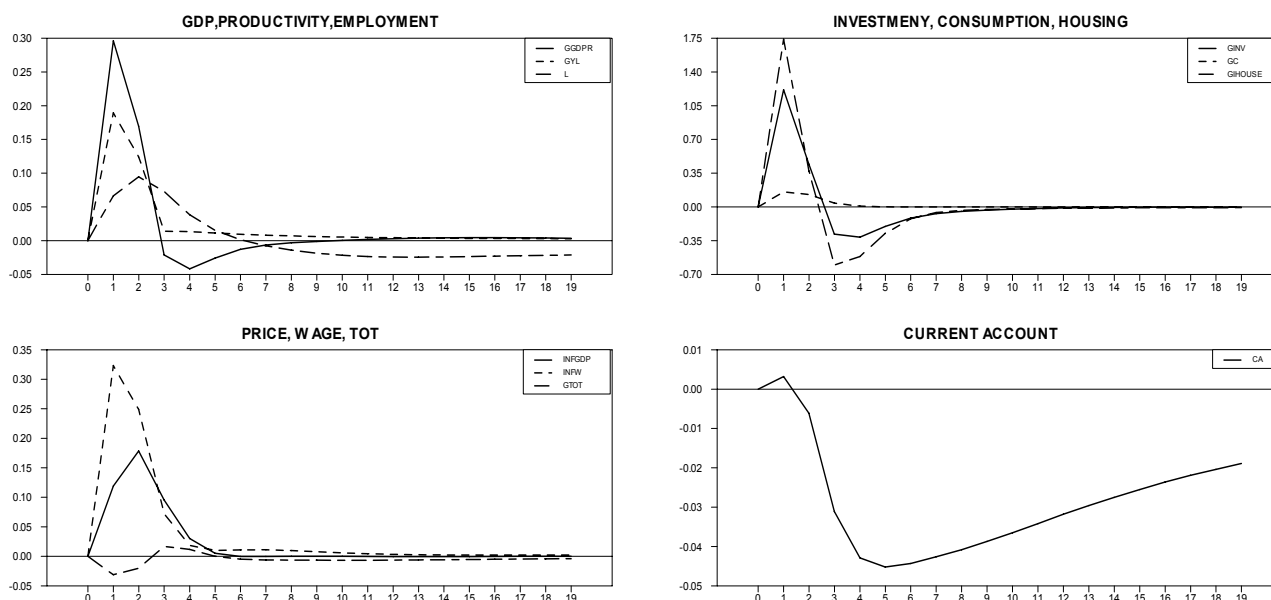 GDP,PRODUCTIVITY,EMPLOYMENT
0.30
0.25
0.20
0.15
0.10
0.05
0.00
-0.05
GGDPR
GYL
L
0 1 2 3 4 5 6 7 8 9 10 11 12 13 14 15 16 17 18 19
INVESTMENY, CONSUMPTION, HOUSING
1.75
1.40
1.05
0.70
0.35
0.00
-0.35
-0.70
GINV
GC
GIHOUSE
0 1 2 3 4 5 6 7 8 9 10 11 12 13 14 15 16 17 18 19
PRICE, WAGE, TOT
0.35
0.30
0.25
0.20
0.15
0.10
0.05
0.00
-0.05
INFGDP
INFW
GTOT
0 1 2 3 4 5 6 7 8 9 10 11 12 13 14 15 16 17 18 19
CURRENT ACCOUNT
0.01
0.00
-0.01
-0.02
-0.03
-0.04
-0.05
CA
0 1 2 3 4 5 6 7 8 9 10 11 12 13 14 15 16 17 18 19